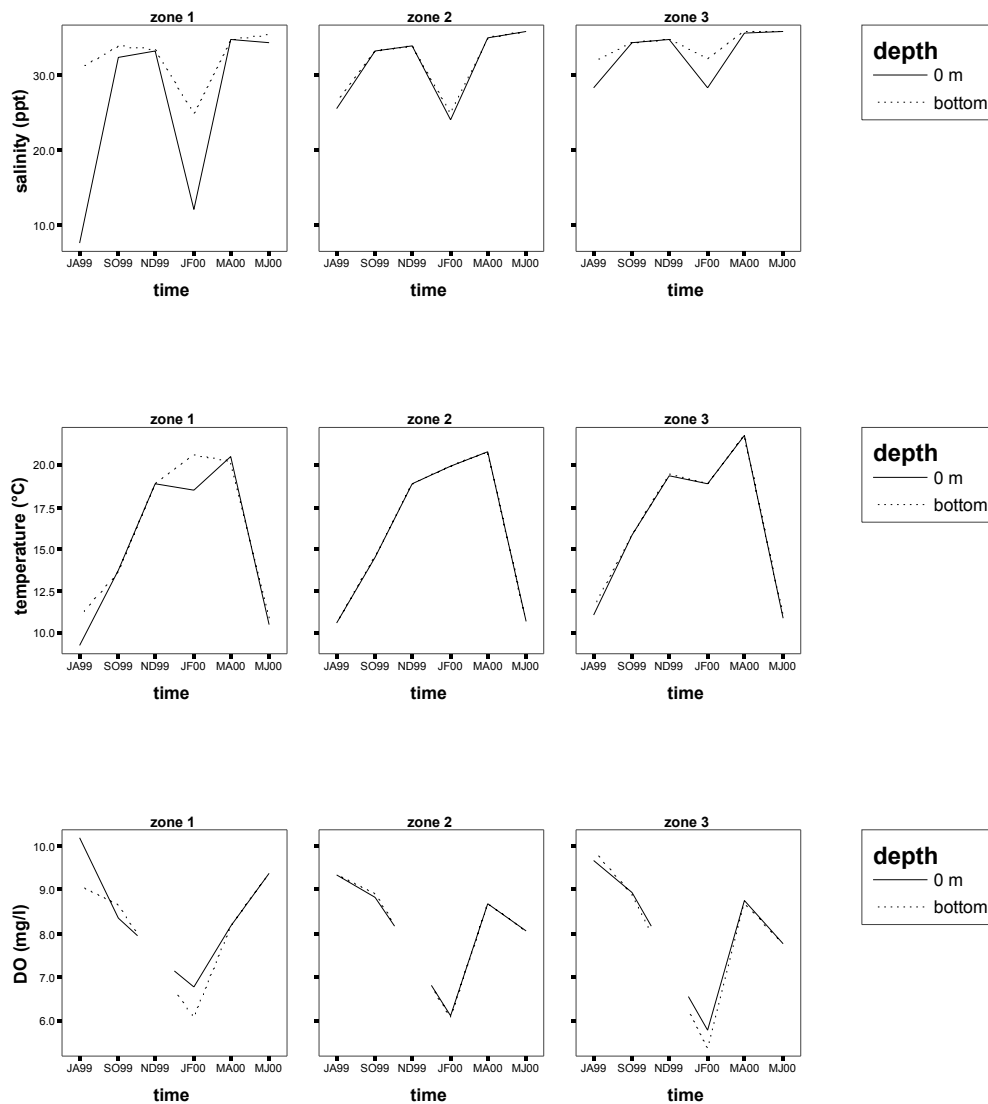 zone 1 zone 2 zone 3
salinity (ppt)
30.0
20.0
10.0
JA99 SO99 ND99 JF00 MA00 MJ00 JA99 SO99 ND99 JF00 MA00 MJ00 JA99 SO99 ND99 JF00 MA00 MJ00
time time time
depth
0 m
bottom
zone 1 zone 2 zone 3
temperature (°C)
20.0
17.5
15.0
12.5
10.0
JA99 SO99 ND99 JF00 MA00 MJ00 JA99 SO99 ND99 JF00 MA00 MJ00 JA99 SO99 ND99 JF00 MA00 MJ00
time time time
depth
0 m
bottom
zone 1 zone 2 zone 3
DO (mg/l)
10.0
9.0
8.0
7.0
6.0
JA99 SO99 ND99 JF00 MA00 MJ00 JA99 SO99 ND99 JF00 MA00 MJ00 JA99 SO99 ND99 JF00 MA00 MJ00
time time time
depth
0 m
bottom